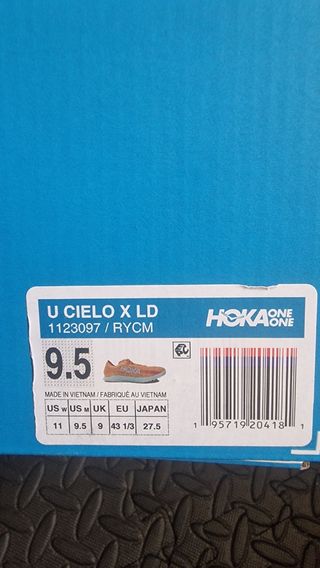 U CIELO X LD
1123097 / RYCM
HOKA ONE ONE
9.5
MADE IN VIETNAM / FABRIQUÉ AU VIETNAM
US W US M UK EU JAPAN
11 9.5 9 43 1/3 27.5
1 95719 20418 1